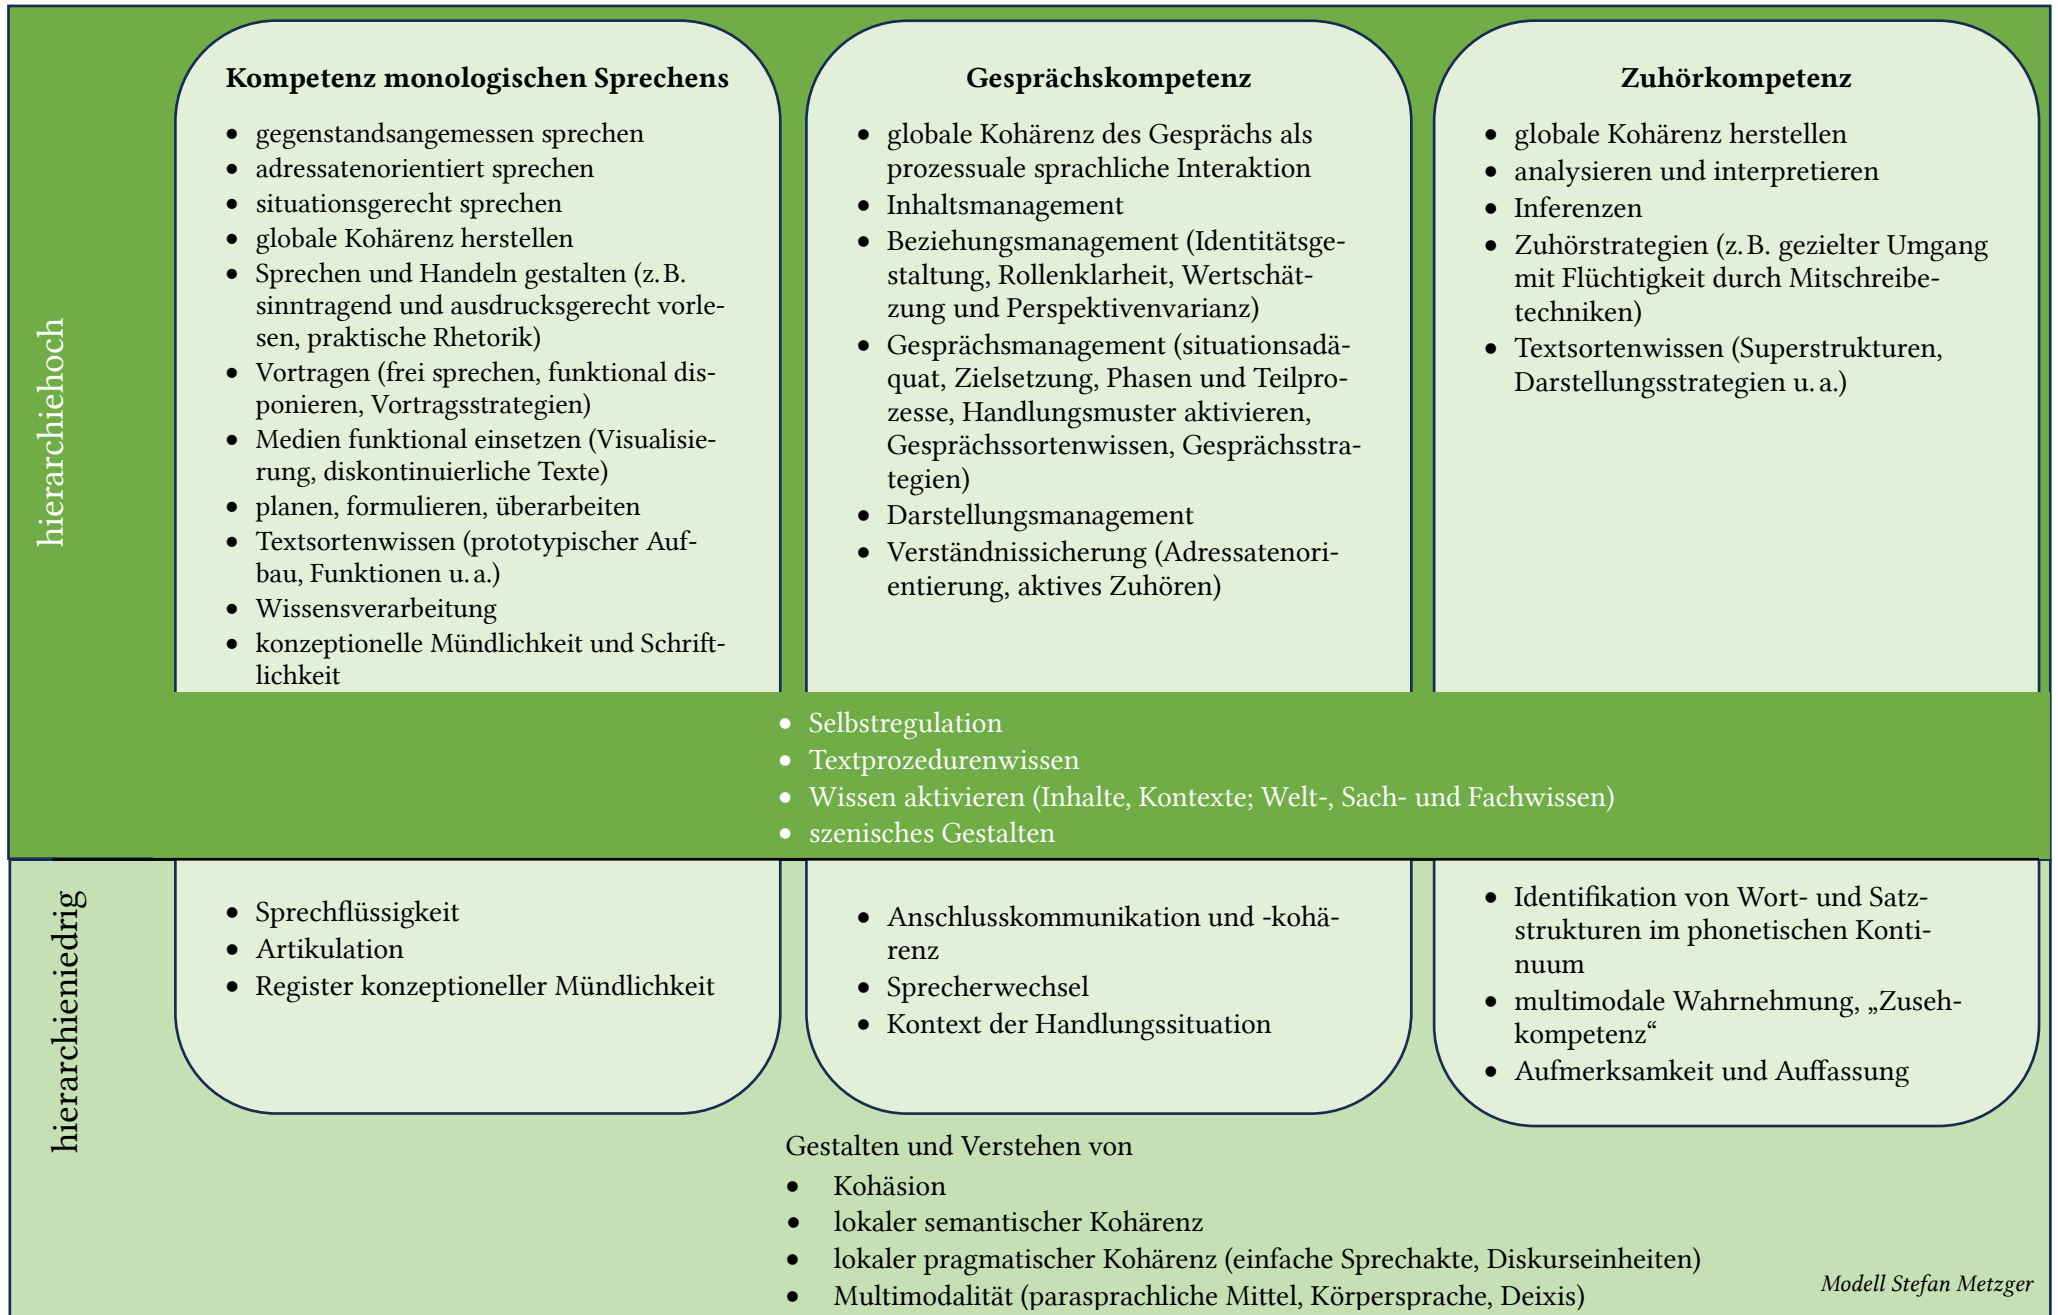 hierarchiehoch
Kompetenz monologischen Sprechens
• gegenstandsangemessen sprechen
• adressatenorientiert sprechen
• situationsgerecht sprechen
• globale Kohärenz herstellen
• Sprechen und Handeln gestalten (z. B.
sinntragend und ausdrucksgerecht vorle-
sen, praktische Rhetorik)
• Vortragen (frei sprechen, funktional dis-
ponieren, Vortragsstrategien)
• Medien funktional einsetzen (Visualisie-
rung, diskontinuierliche Texte)
• planen, formulieren, überarbeiten
• Textsortenwissen (prototypischer Auf-
bau, Funktionen u. a.)
• Wissensverarbeitung
• konzeptionelle Mündlichkeit und Schrift-
lichkeit
Gesprächskompetenz
• globale Kohärenz des Gesprächs als
prozessuale sprachliche Interaktion
• Inhaltsmanagement
• Beziehungsmanagement (Identitätsge-
staltung, Rollenklarheit, Wertschät-
zung und Perspektivenvarianz)
• Gesprächsmanagement (situationsadä-
quat, Zielsetzung, Phasen und Teilpro-
zesse, Handlungsmuster aktivieren,
Gesprächssortenwissen, Gesprächsstra-
tegien)
• Darstellungsmanagement
• Verständnissicherung (Adressatenori-
entierung, aktives Zuhören)
Zuhörkompetenz
• globale Kohärenz herstellen
• analysieren und interpretieren
• Inferenzen
• Zuhörstrategien (z. B. gezielter Umgang
mit Flüchtigkeit durch Mitschreibe-
techniken)
• Textsortenwissen (Superstrukturen,
Darstellungsstrategien u. a.)
• Selbstregulation
• Textprozedurenwissen
• Wissen aktivieren (Inhalte, Kontexte; Welt-, Sach- und Fachwissen)
• szenisches Gestalten
hierarchieniedrig
• Sprechflüssigkeit
• Artikulation
• Register konzeptioneller Mündlichkeit
• Anschlusskommunikation und -kohä-
renz
• Sprecherwechsel
• Kontext der Handlungssituation
• Identifikation von Wort- und Satz-
strukturen im phonetischen Konti-
nuum
• multimodale Wahrnehmung, „Zuseh-
kompetenz“
• Aufmerksamkeit und Auffassung
Gestalten und Verstehen von
• Kohäsion
• lokaler semantischer Kohärenz
• lokaler pragmatischer Kohärenz (einfache Sprechakte, Diskurseinheiten)
• Multimodalität (parasprachliche Mittel, Körpersprache, Deixis)
Modell Stefan Metzger